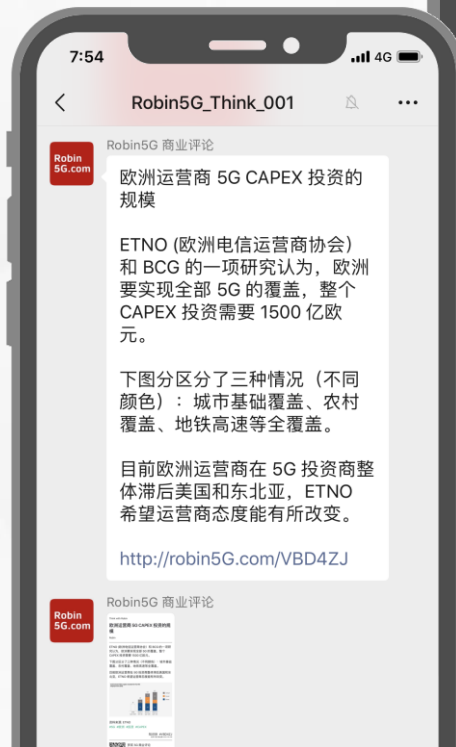 7:54
4G
Robin5G_Think_001
Robin5G 商业评论
Robin
5G.com
欧洲运营商 5G CAPEX 投资的
规模
ETNO (欧洲电信运营商协会）
和 BCG 的一项研究认为，欧洲
要实现全部 5G 的覆盖，整个
CAPEX 投资需要 1500 亿欧
元。
下图分区分了三种情况（不同
颜色）：城市基础覆盖、农村
覆盖、地铁高速等全覆盖。
目前欧洲运营商在 5G 投资商整
体滞后美国和东北亚，ETNO
希望运营商态度能有所改变。
http://robin5G.com/VBD4ZJ
Robin5G 商业评论
Robin
5G.com
欧洲运营商 5G CAPEX 投资的规
模